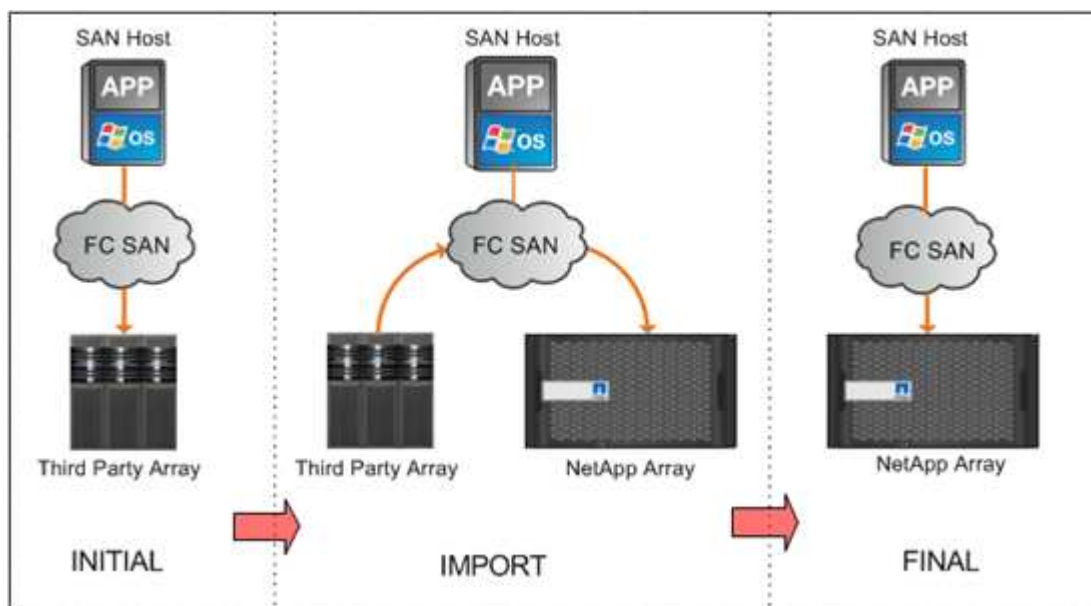 SAN Host
APP
OS
FC SAN
Third Party Array
INITIAL
SAN Host
APP
OS
FC SAN
Third Party Array
NetApp Array
IMPORT
SAN Host
APP
OS
FC SAN
NetApp Array
FINAL